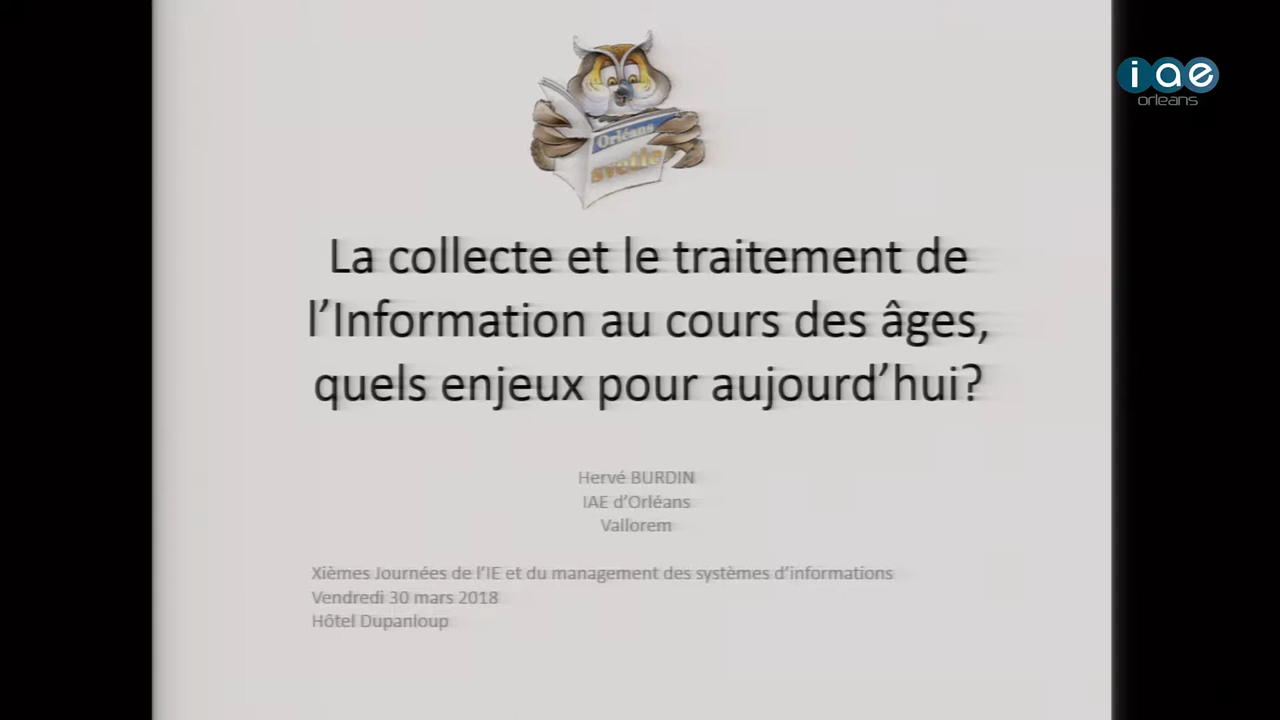 iae
orleans
Orléans
La collecte et le traitement de
l’Information au cours des âges,
quels enjeux pour aujourd’hui?
Hervé BURDIN
IAE d’Orléans
Vallorem
Xièmes Journées de l’IE et du management des systèmes d’informations
Vendredi 30 mars 2018
Hôtel Dupanloup